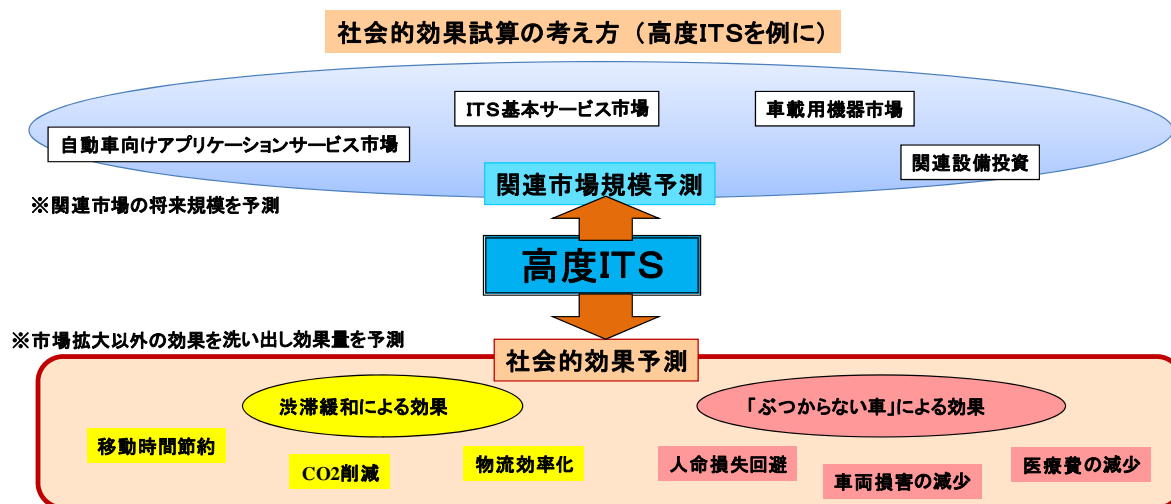 社会的効果試算の考え方（高度ITSを例に）
ITS基本サービス市場
車載用機器市場
自動車向けアプリケーションサービス市場
関連設備投資
関連市場規模予測
※関連市場の将来規模を予測
高度ITS
※市場拡大以外の効果を洗い出し効果量を予測
社会的効果予測
渋滞緩和による効果
「ぶつからない車」による効果
移動時間節約
CO2削減
物流効率化
人命損失回避
車両損害の減少
医療費の減少